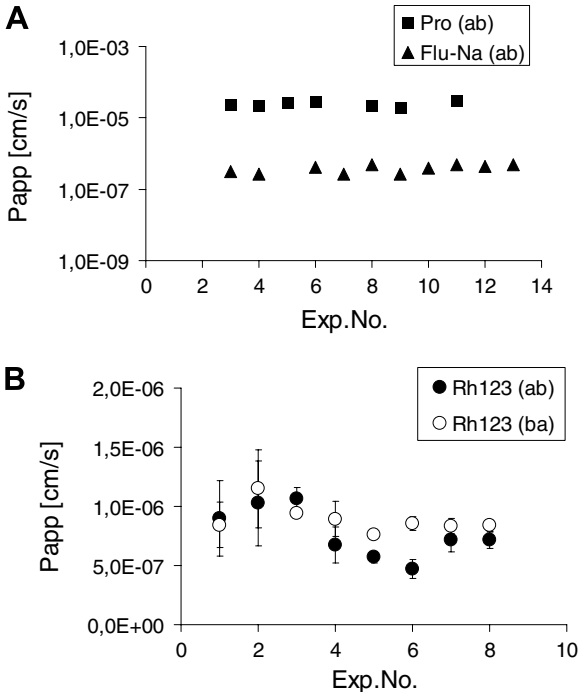 A
Pro (ab)
Flu-Na (ab)
1,0E-03
1,0E-05
1,0E-07
1,0E-09
Papp [cm/s]
0 2 4 6 8 10 12 14
Exp.No.
B
Rh123 (ab)
Rh123 (ba)
2,0E-06
1,5E-06
1,0E-06
5,0E-07
0,0E+00
Papp [cm/s]
0 2 4 6 8 10
Exp.No.